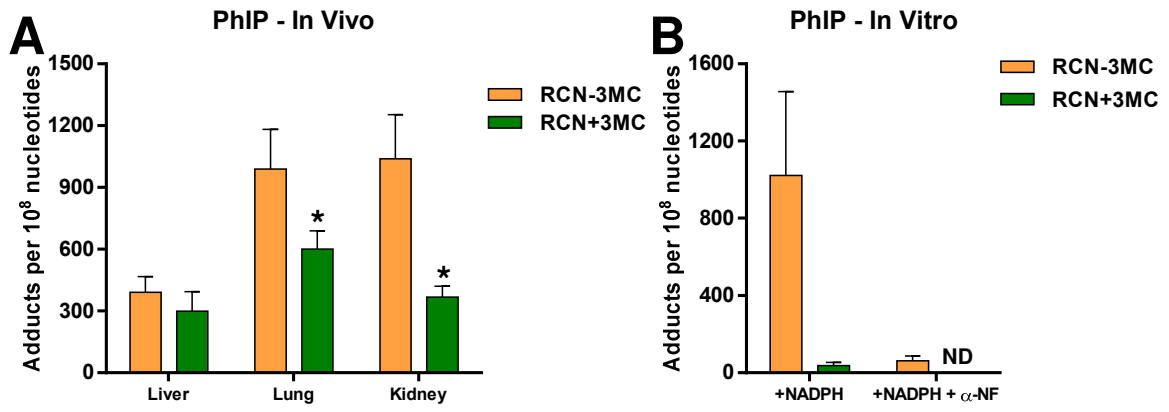 A
PhIP - In Vivo
Adducts per 10⁸ nucleotides
1500
1200
900
600
300
0
*
*
Liver
Lung
Kidney
RCN-3MC
RCN+3MC
B
PhIP - In Vitro
Adducts per 10⁸ nucleotides
1600
1200
800
400
0
ND
+NADPH
+NADPH + α-NF
RCN-3MC
RCN+3MC